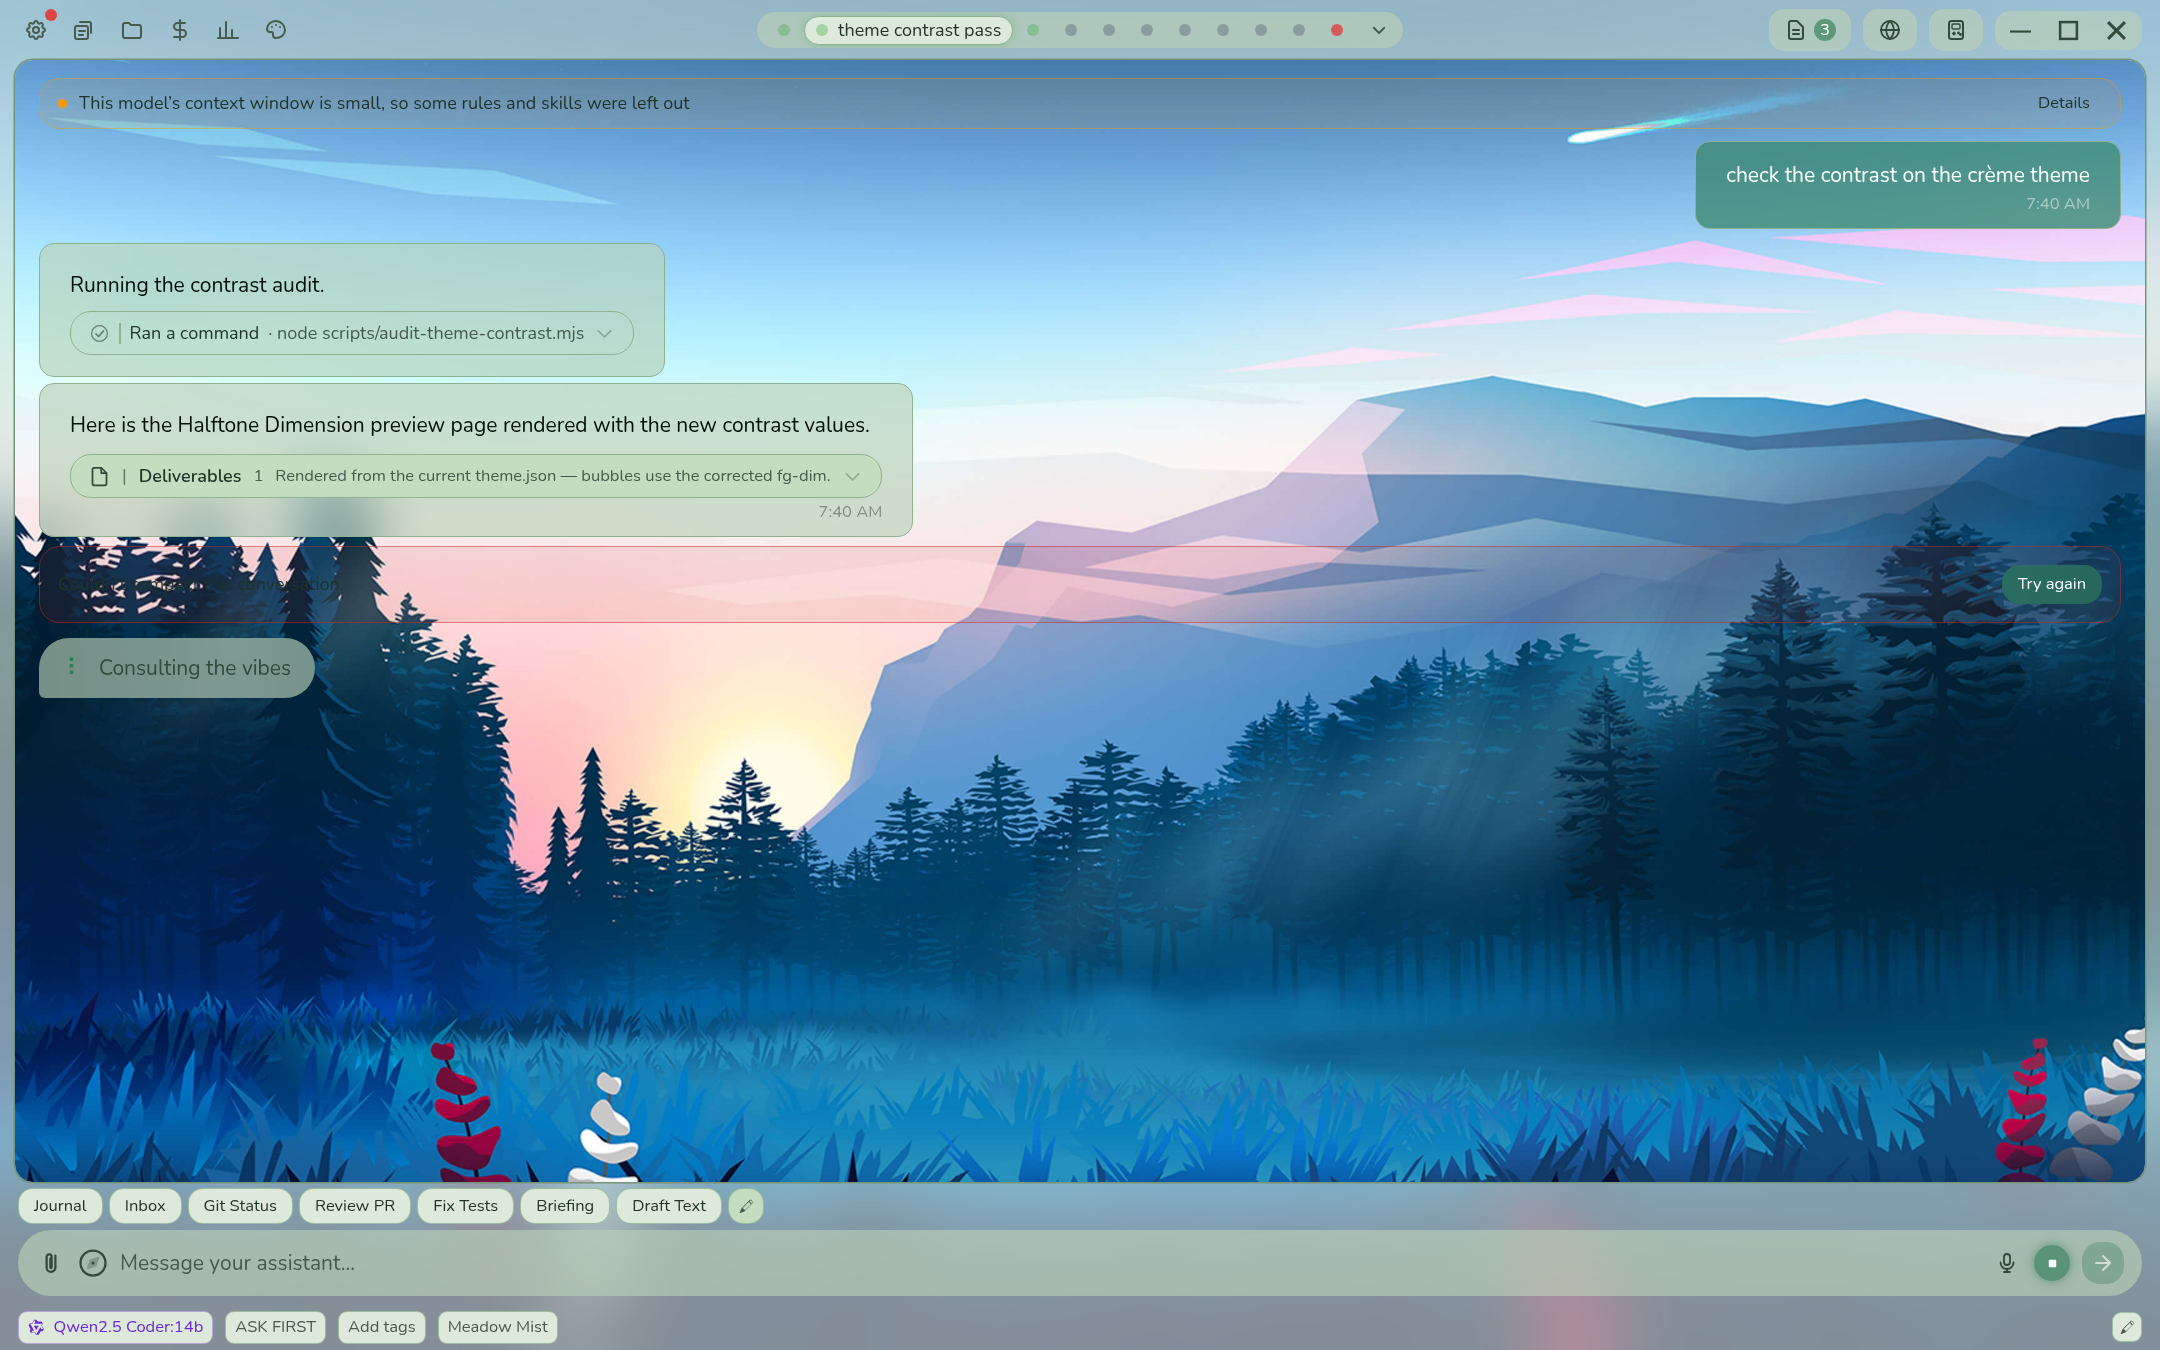 theme contrast pass
3
This model's context window is small, so some rules and skills were left out
Details
check the contrast on the crème theme
7:40 AM
Running the contrast audit.
Ran a command · node scripts/audit-theme-contrast.mjs
Here is the Halftone Dimension preview page rendered with the new contrast values.
Deliverables 1 Rendered from the current theme.json — bubbles use the corrected fg-dim.
7:40 AM
conversation
Try again
Consulting the vibes
Journal
Inbox
Git Status
Review PR
Fix Tests
Briefing
Draft Text
Message your assistant...
Qwen2.5 Coder:14b
ASK FIRST
Add tags
Meadow Mist